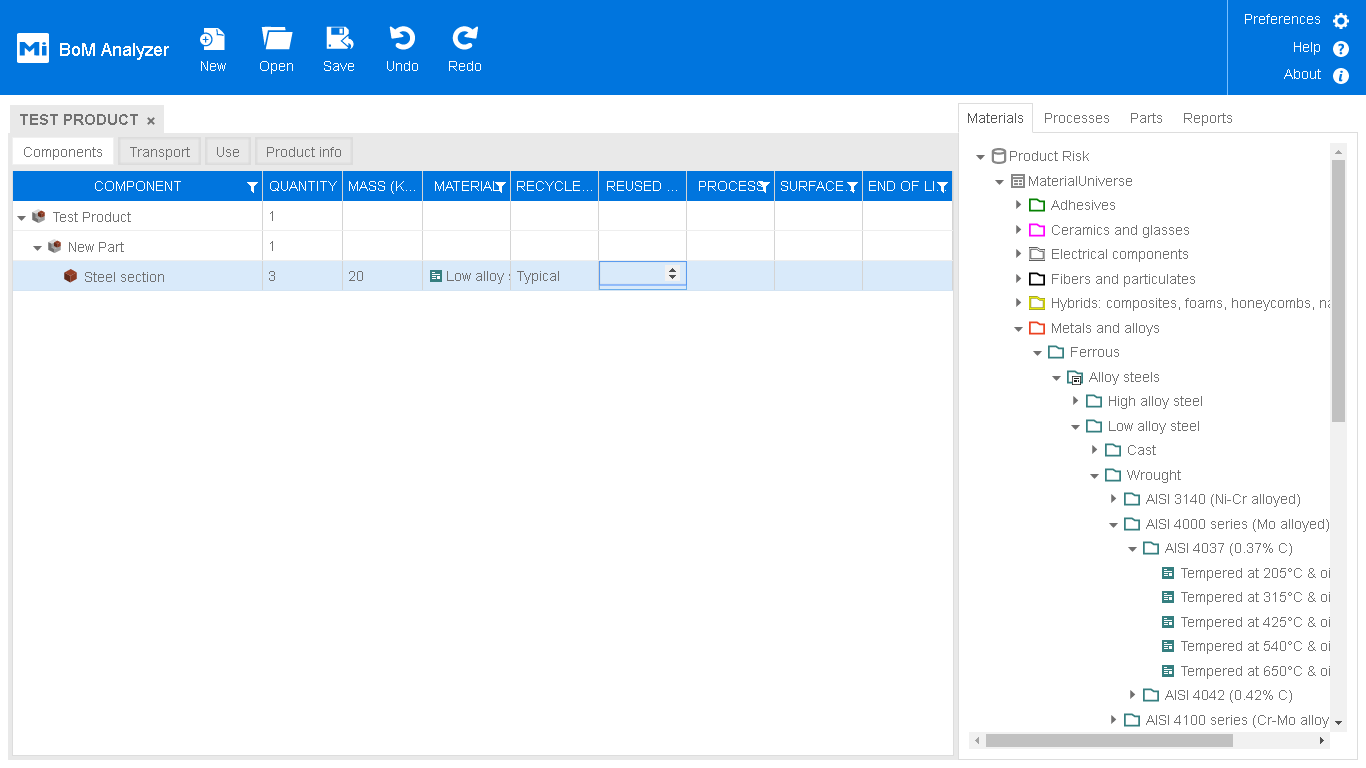 Mi BoM Analyzer
New
Open
Save
Undo
Redo
Preferences
Help
About
TEST PRODUCT ×
Components
Transport
Use
Product info
COMPONENT
QUANTITY
MASS (K...
MATERIAL
RECYCLE...
REUSED ...
PROCESS
SURFACE
END OF LI
Test Product 1
New Part 1
Steel section 3 20 Low alloy Typical
Materials
Processes
Parts
Reports
Product Risk
MaterialUniverse
Adhesives
Ceramics and glasses
Electrical components
Fibers and particulates
Hybrids: composites, foams, honeycombs, na
Metals and alloys
Ferrous
Alloy steels
High alloy steel
Low alloy steel
Cast
Wrought
AISI 3140 (Ni-Cr alloyed)
AISI 4000 series (Mo alloyed)
AISI 4037 (0.37% C)
Tempered at 205°C & oi
Tempered at 315°C & oi
Tempered at 425°C & oi
Tempered at 540°C & oi
Tempered at 650°C & oi
AISI 4042 (0.42% C)
AISI 4100 series (Cr-Mo alloy